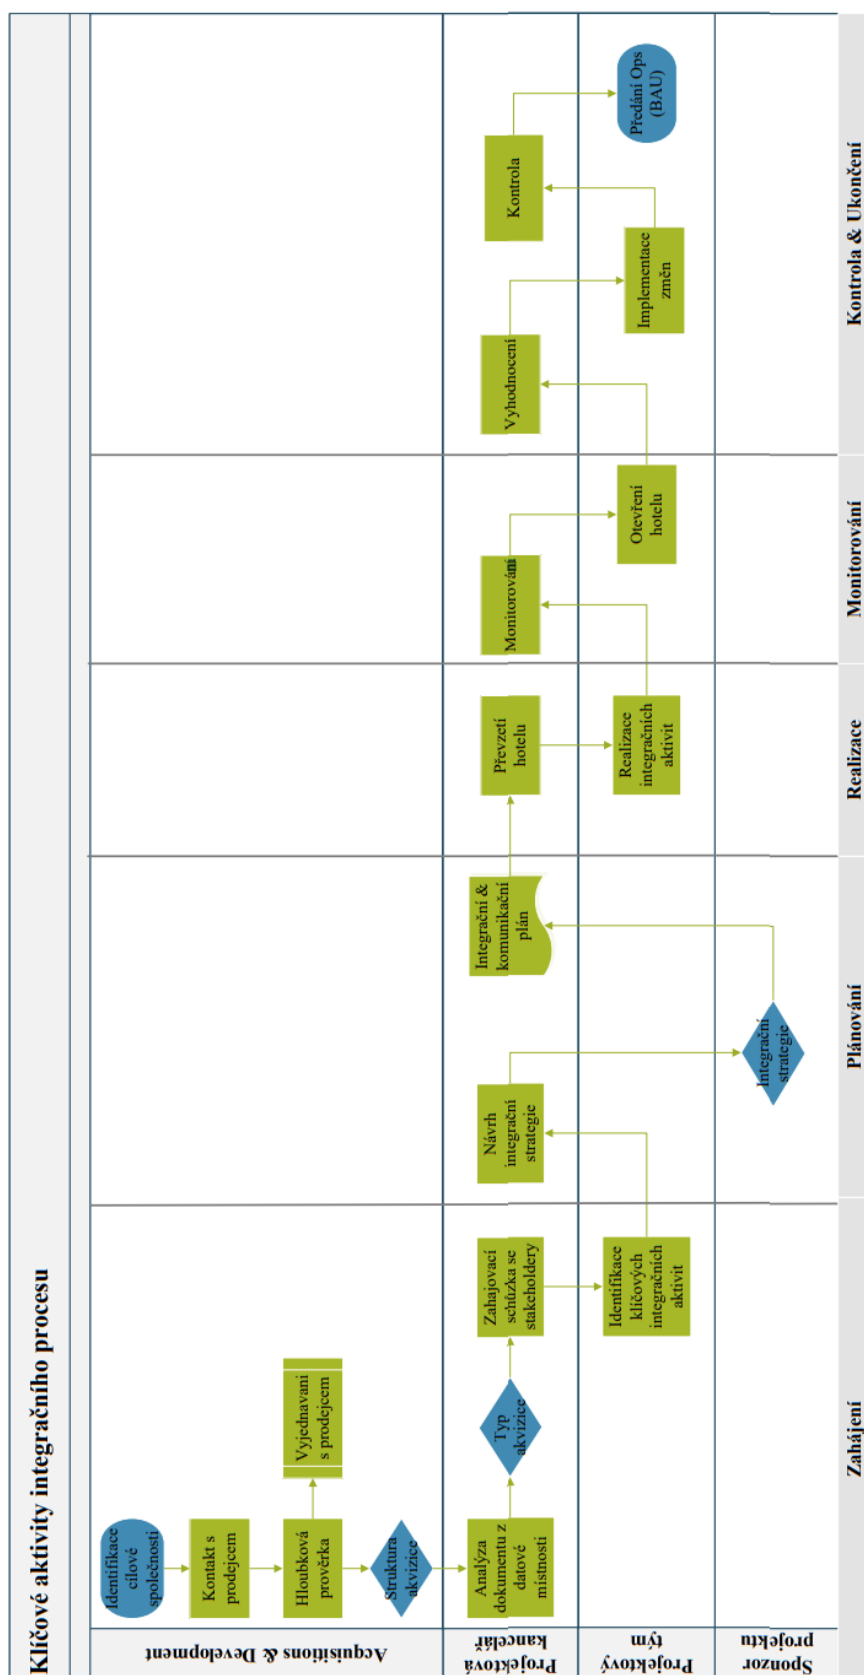 Klíčové aktivity integračního procesu
Acquisitions & Development
Identifikace
cílové
společnosti
Kontakt s
prodejcem
Hloubková
prověrka
Vyjednavani
s prodejcem
Struktura
akvizice
Projektová
kancelář
Analýza
dokumentu z
datové
místnosti
Typ
akvizice
Zahajovací
schůzka se
stakeholdery
Návrh
integrační
strategie
Integrační &
komunikační
plán
Převzetí
hotelu
Monitorování
Vyhodnocení
Kontrola
Projektový
tým
Identifikace
klíčových
integračních
aktivit
Realizace
integračních
aktivit
Otevření
hotelu
Implementace
změn
Předání Ops
(BAU)
Sponzor
projektu
Integrační
strategie
Zahájení
Plánování
Realizace
Monitorování
Kontrola & Ukončení